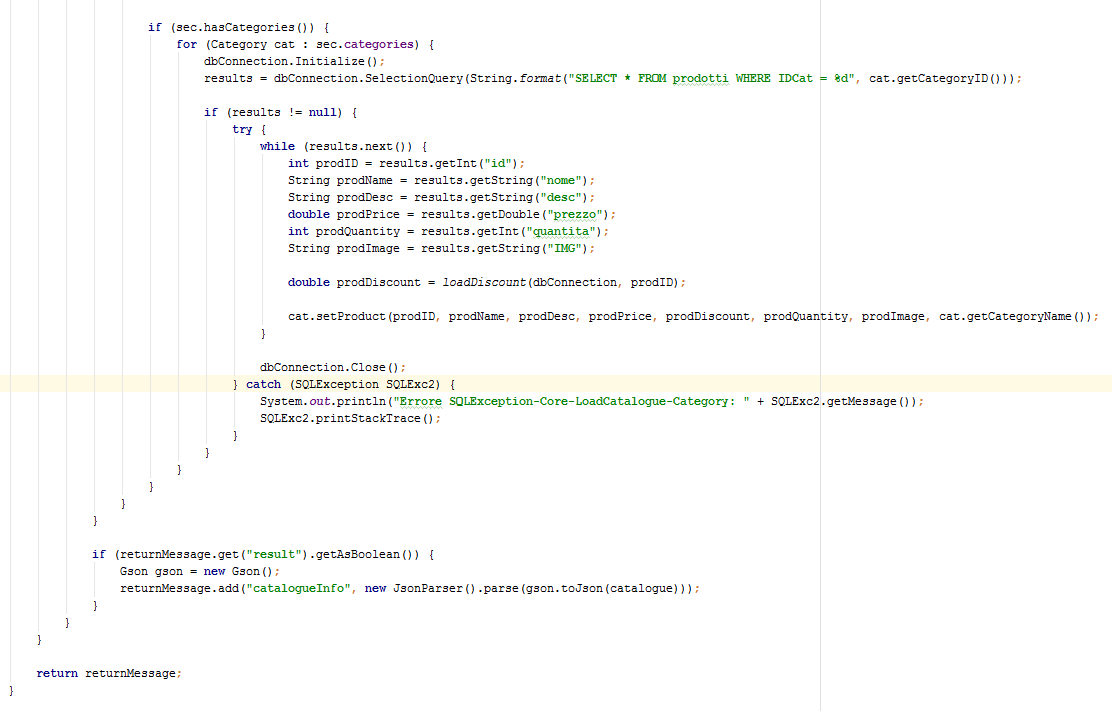 if (sec.hasCategories()) {
for (Category cat : sec.categories) {
dbConnection.Initialize();
results = dbConnection.SelectionQuery(String.format("SELECT * FROM prodotti WHERE IDCat = %d", cat.getCategoryID()));
if (results != null) {
try {
while (results.next()) {
int prodID = results.getInt("id");
String prodName = results.getString("nome");
String prodDesc = results.getString("desc");
double prodPrice = results.getDouble("prezzo");
int prodQuantity = results.getInt("quantita");
String prodImage = results.getString("IMG");
double prodDiscount = loadDiscount(dbConnection, prodID);
cat.setProduct(prodID, prodName, prodDesc, prodPrice, prodDiscount, prodQuantity, prodImage, cat.getCategoryName());
}
dbConnection.Close();
} catch (SQLException SQLExc2) {
System.out.println("Errore SQLException-Core-LoadCatalogue-Category: " + SQLExc2.getMessage());
SQLExc2.printStackTrace();
}
}
}
}
}
}
if (returnMessage.get("result").getAsBoolean()) {
Gson gson = new Gson();
returnMessage.add("catalogueInfo", new JsonParser().parse(gson.toJson(catalogue)));
}
}
}
return returnMessage;
}